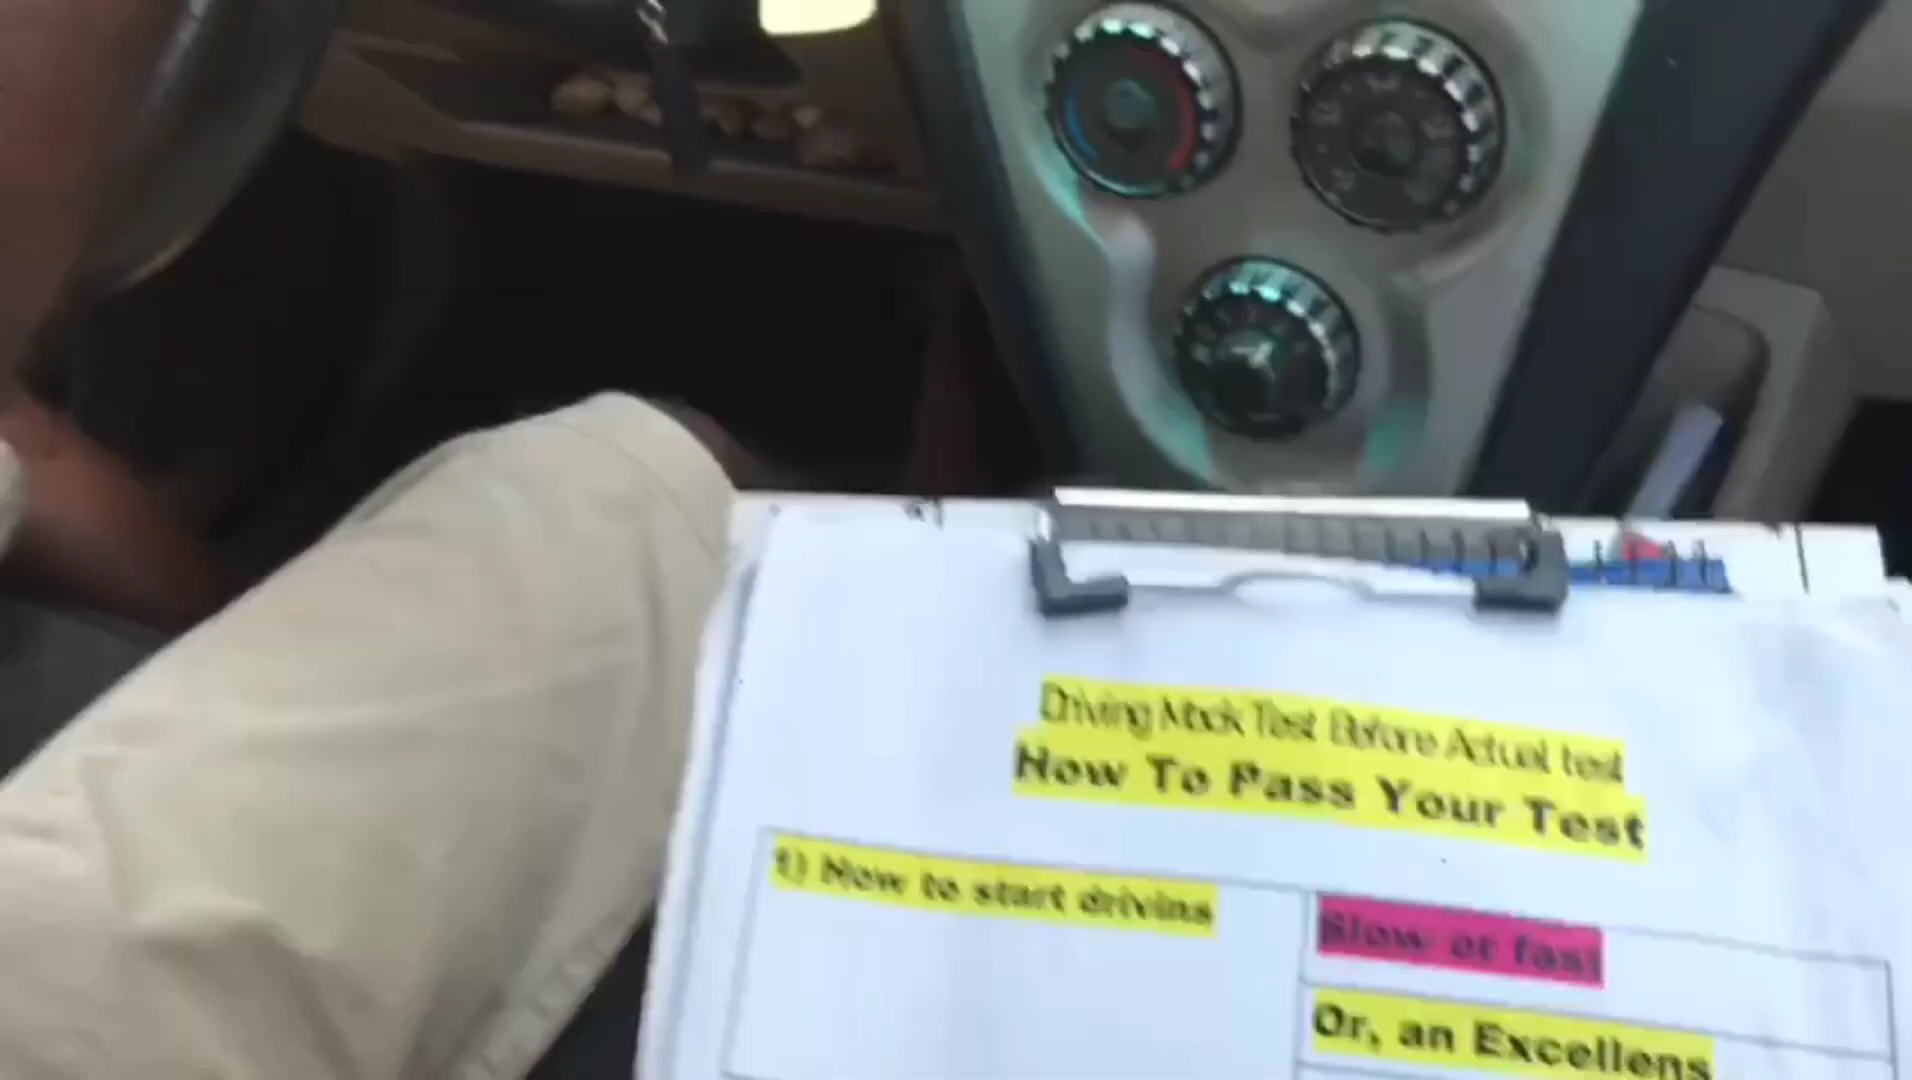 Driving Mock Test Before Actual test
How To Pass Your Test
1) How to start driving
Slow or fast
Or, an Excellens